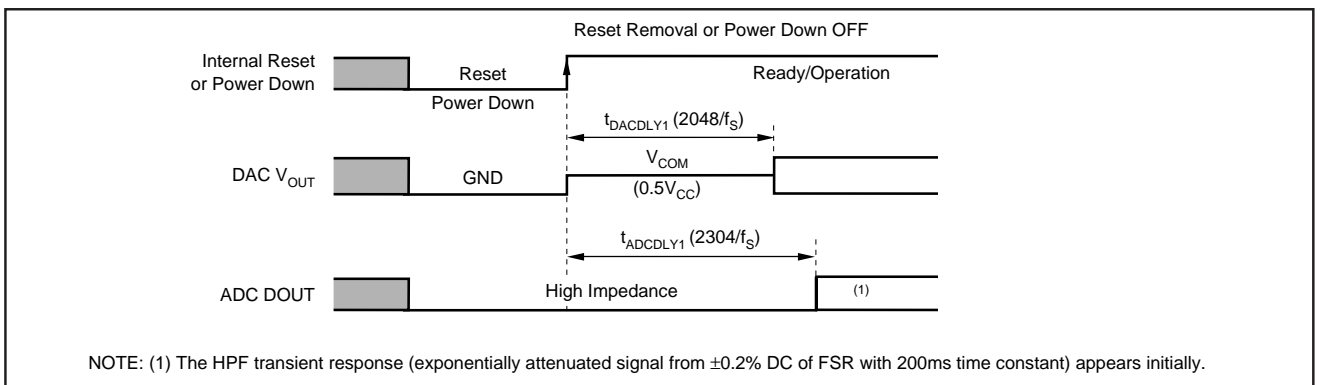 Reset Removal or Power Down OFF
Internal Reset
or Power Down
Reset
Power Down
Ready/Operation
tDACDLY1 (2048/fS)
DAC VOUT
GND
VCOM
(0.5VCC)
tADCDLY1 (2304/fS)
ADC DOUT
High Impedance
(1)
NOTE: (1) The HPF transient response (exponentially attenuated signal from ±0.2% DC of FSR with 200ms time constant) appears initially.